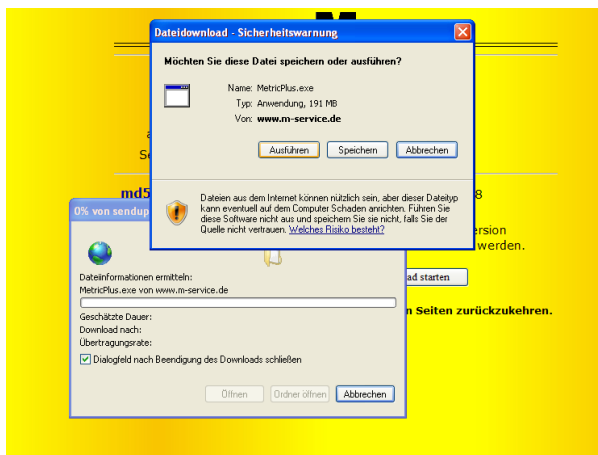 M
Dateidownload - Sicherheitswarnung
Möchten Sie diese Datei speichern oder ausführen?
Name: MetricPlus.exe
Typ: Anwendung, 191 MB
Von: www.m-service.de
Ausführen Speichern Abbrechen
Dateien aus dem Internet können nützlich sein, aber dieser Dateityp
kann eventuell auf dem Computer Schaden anrichten. Führen Sie
diese Software nicht aus und speichern Sie sie nicht, falls Sie der
Quelle nicht vertrauen. Welches Risiko besteht?
md5
8
werden.
0% von
Dateiinformationen ermitteln:
MetricPlus.exe von www.m-service.de
starten
Geschätzte Dauer:
Download nach:
Übertragungsrate:
n Seiten zurückzukehren.
Dialogfeld nach Beendigung des Downloads schließen
Öffnen Ordner öffnen Abbrechen